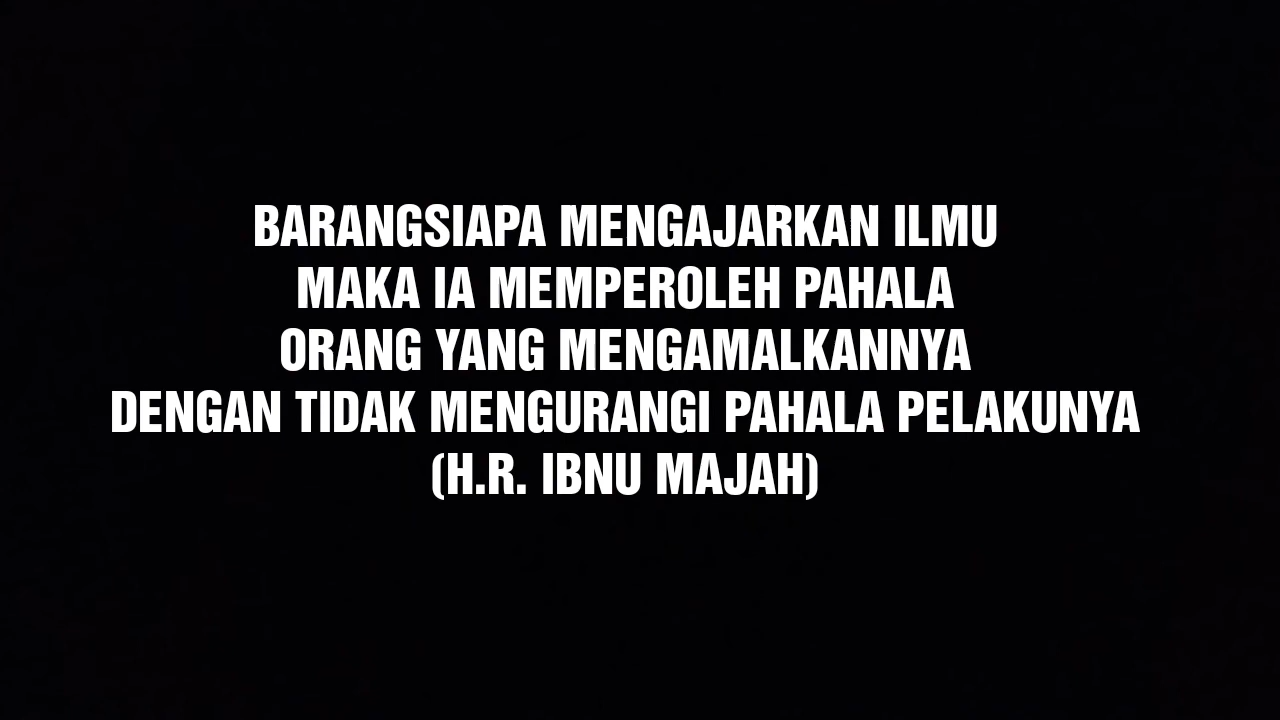 BARANGSIAPA MENGAJARKAN ILMU
MAKA IA MEMPEROLEH PAHALA
ORANG YANG MENGAMALKANNYA
DENGAN TIDAK MENGURANGI PAHALA PELAKUNYA
(H.R. IBNU MAJAH)